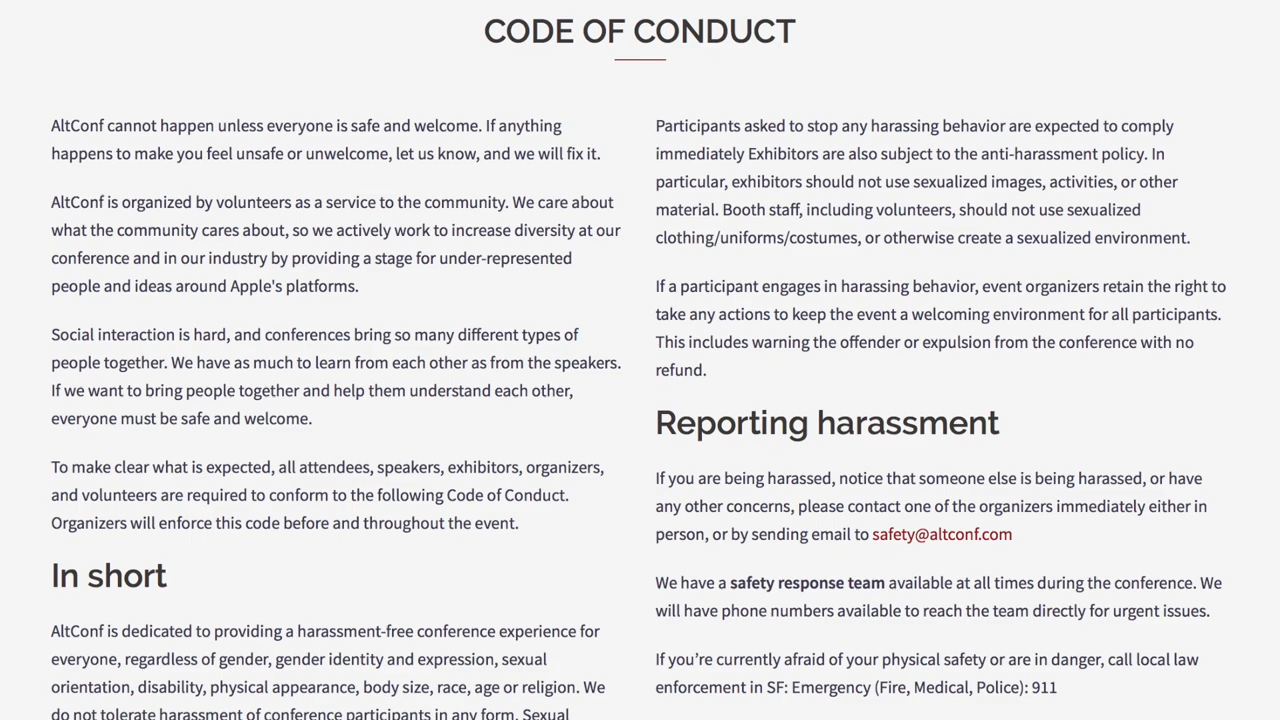 CODE OF CONDUCT
AltConf cannot happen unless everyone is safe and welcome. If anything
happens to make you feel unsafe or unwelcome, let us know, and we will fix it.
AltConf is organized by volunteers as a service to the community. We care about
what the community cares about, so we actively work to increase diversity at our
conference and in our industry by providing a stage for under-represented
people and ideas around Apple's platforms.
Social interaction is hard, and conferences bring so many different types of
people together. We have as much to learn from each other as from the speakers.
If we want to bring people together and help them understand each other,
everyone must be safe and welcome.
To make clear what is expected, all attendees, speakers, exhibitors, organizers,
and volunteers are required to conform to the following Code of Conduct.
Organizers will enforce this code before and throughout the event.
In short
AltConf is dedicated to providing a harassment-free conference experience for
everyone, regardless of gender, gender identity and expression, sexual
orientation, disability, physical appearance, body size, race, age or religion. We
do not tolerate harassment of conference participants in any form. Sexual
Participants asked to stop any harassing behavior are expected to comply
immediately Exhibitors are also subject to the anti-harassment policy. In
particular, exhibitors should not use sexualized images, activities, or other
material. Booth staff, including volunteers, should not use sexualized
clothing/uniforms/costumes, or otherwise create a sexualized environment.
If a participant engages in harassing behavior, event organizers retain the right to
take any actions to keep the event a welcoming environment for all participants.
This includes warning the offender or expulsion from the conference with no
refund.
Reporting harassment
If you are being harassed, notice that someone else is being harassed, or have
any other concerns, please contact one of the organizers immediately either in
person, or by sending email to safety@altconf.com
We have a safety response team available at all times during the conference. We
will have phone numbers available to reach the team directly for urgent issues.
If you’re currently afraid of your physical safety or are in danger, call local law
enforcement in SF: Emergency (Fire, Medical, Police): 911